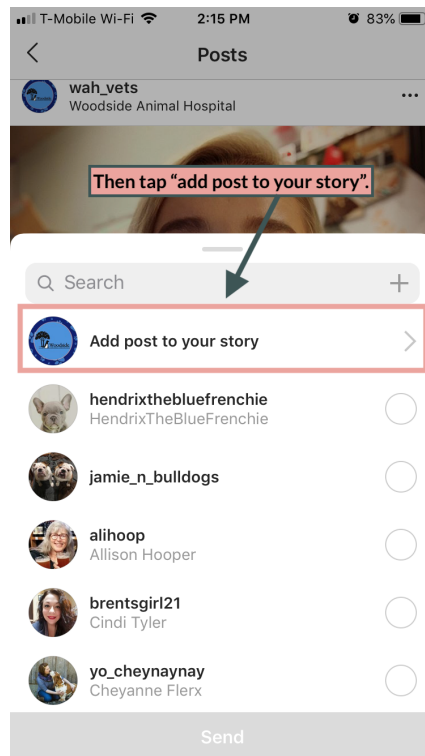 T-Mobile Wi-Fi 2:15 PM 83%
Posts
wah_vets
Woodside Animal Hospital
Then tap “add post to your story”.
Search
Woodside
Add post to your story
hendrixthebluefrenchie
HendrixTheBlueFrenchie
jamie_n_bulldogs
alihoop
Allison Hooper
brentsgirl21
Cindi Tyler
yo_cheynaynay
Cheyanne Flerx
Send